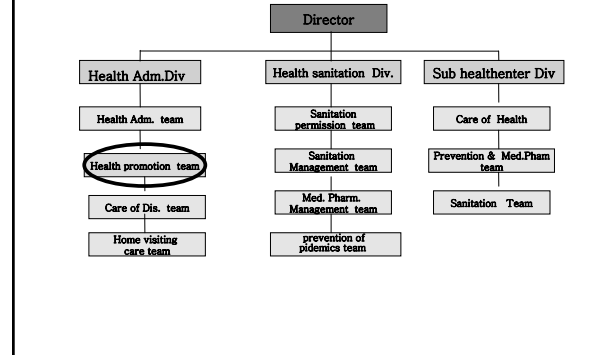 Director
Health Adm.Div
Health sanitation Div.
Sub healthenter Div
Health Adm. team
Sanitation
permission team
Care of Health
Health promotion team
Sanitation
Management team
Prevention & Med.Pham
team
Care of Dis. team
Med. Pharm.
Management team
Sanitation Team
Home visiting
care team
prevention of
pidemics team